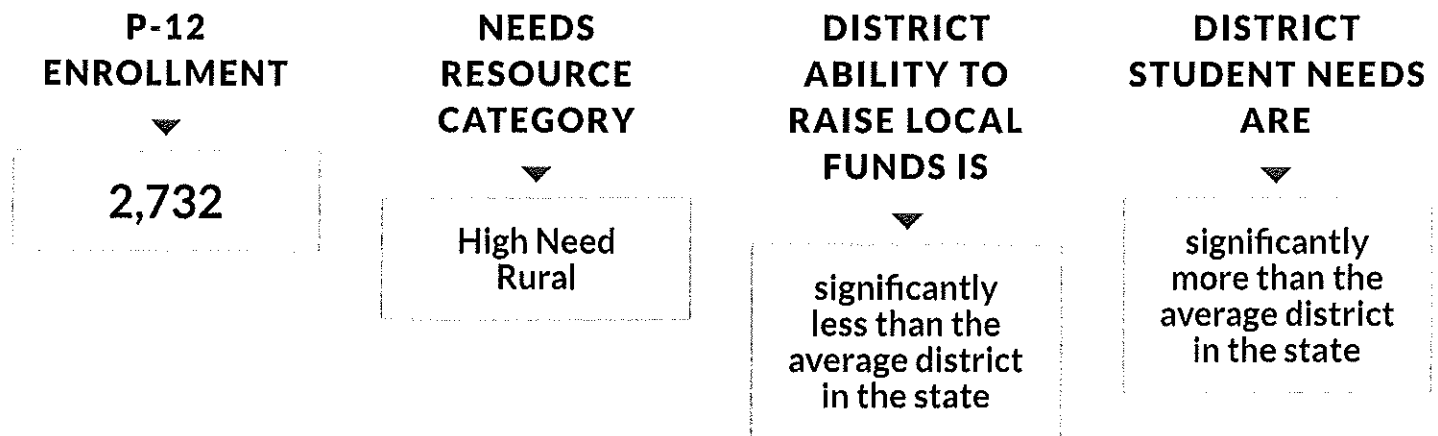 P-12
ENROLLMENT
2,732
NEEDS
RESOURCE
CATEGORY
High Need
Rural
DISTRICT
ABILITY TO
RAISE LOCAL
FUNDS IS
significantly
less than the
average district
in the state
DISTRICT
STUDENT NEEDS
ARE
significantly
more than the
average district
in the state